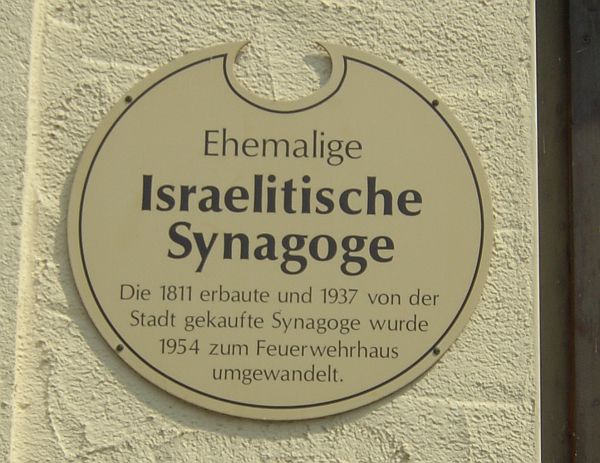 Ehemalige
Israelitische
Synagoge
Die 1811 erbaute und 1937 von der
Stadt gekaufte Synagoge wurde
1954 zum Feuerwehrhaus
umgewandelt.